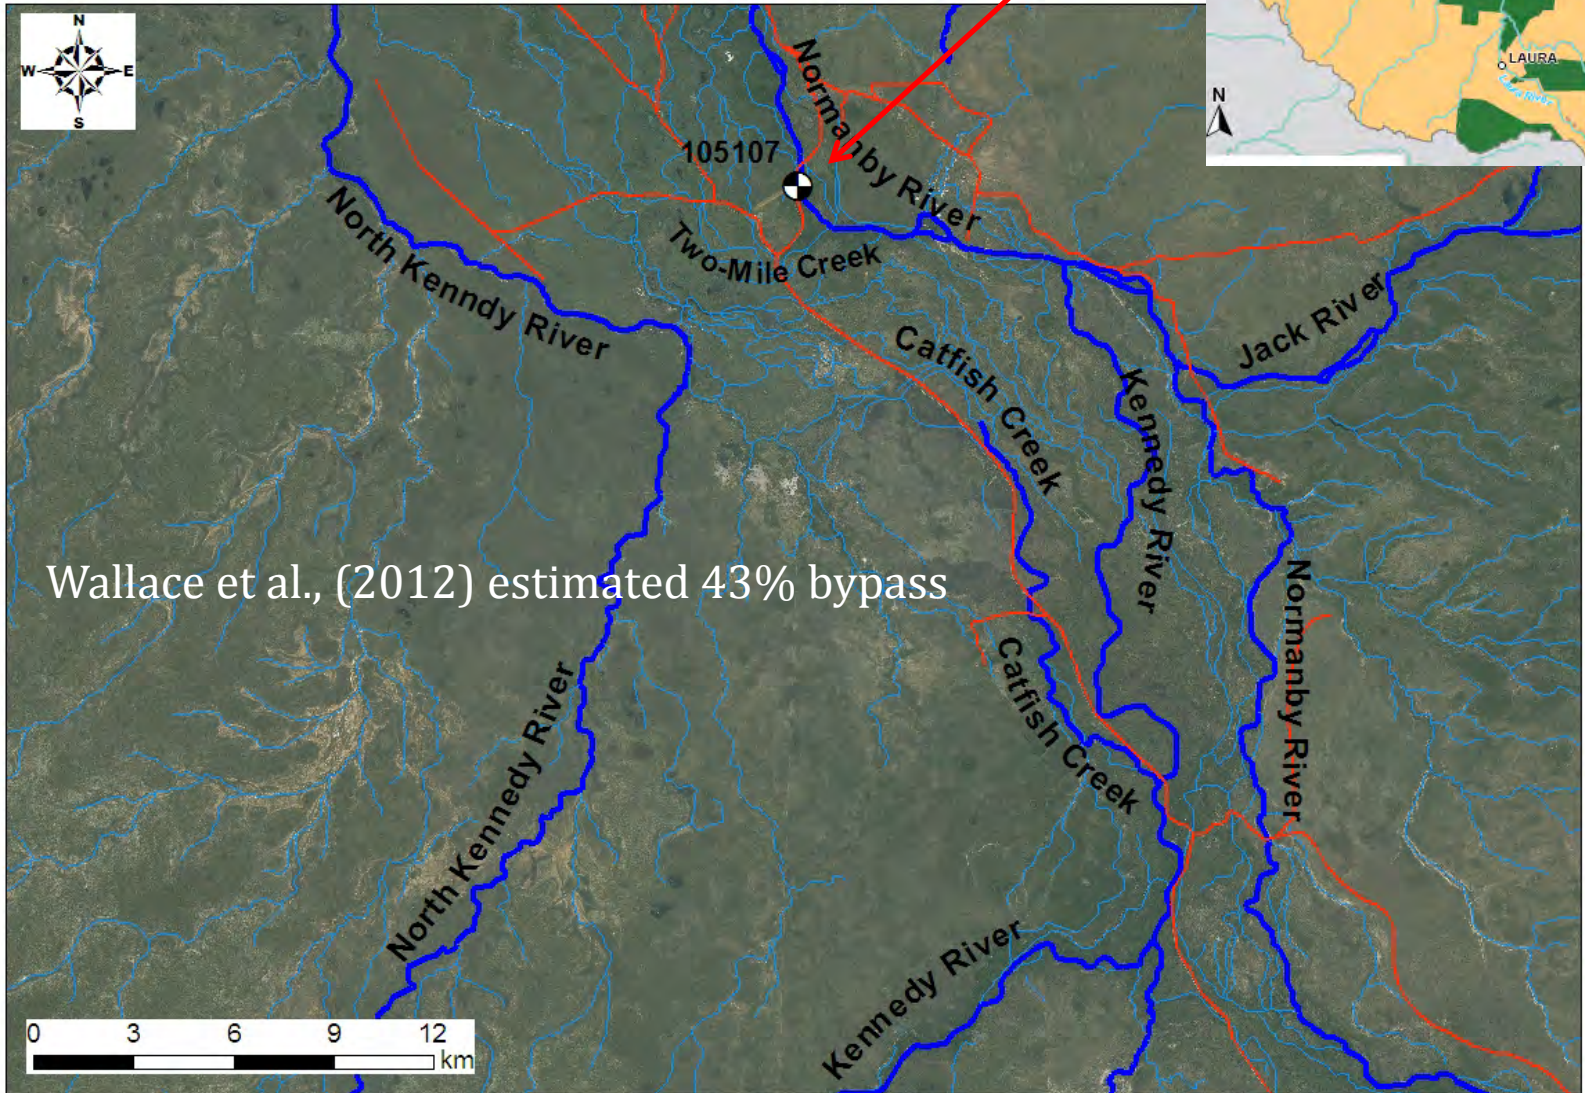 N
W
E
S
LAURA
Laura River
N
Normanby River
105107
North Kenndy River
Two-Mile Creek
Catfish Creek
Jack River
Kennedy River
Wallace et al., (2012) estimated 43% bypass
Normanby River
Catfish Creek
North Kennedy River
Kennedy River
0 3 6 9 12
km